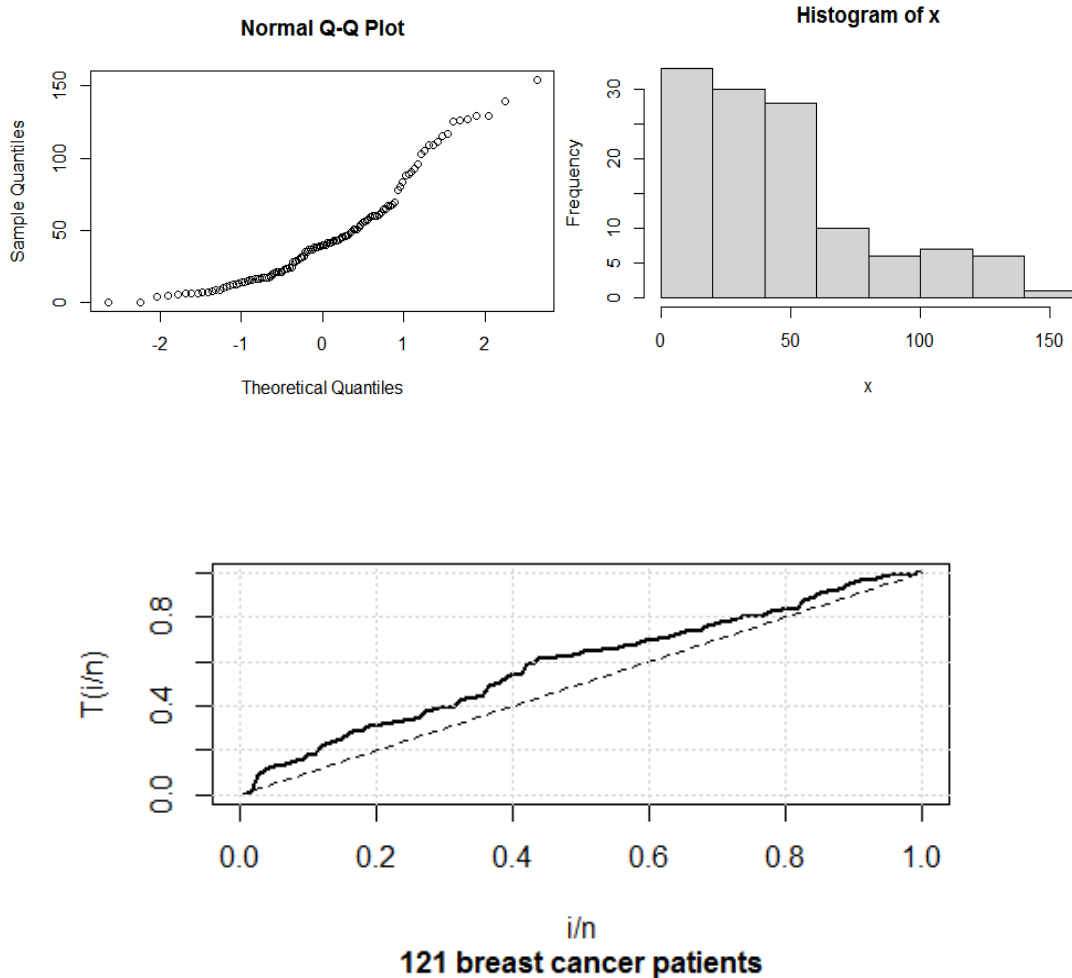 Normal Q-Q Plot
Sample Quantiles
150
100
50
0
-2 -1 0 1 2
Theoretical Quantiles
Histogram of x
Frequency
30
20
10
5
0
0 50 100 150
x
T(i/n)
0.8
0.4
0.0
0.0 0.2 0.4 0.6 0.8 1.0
i/n
121 breast cancer patients